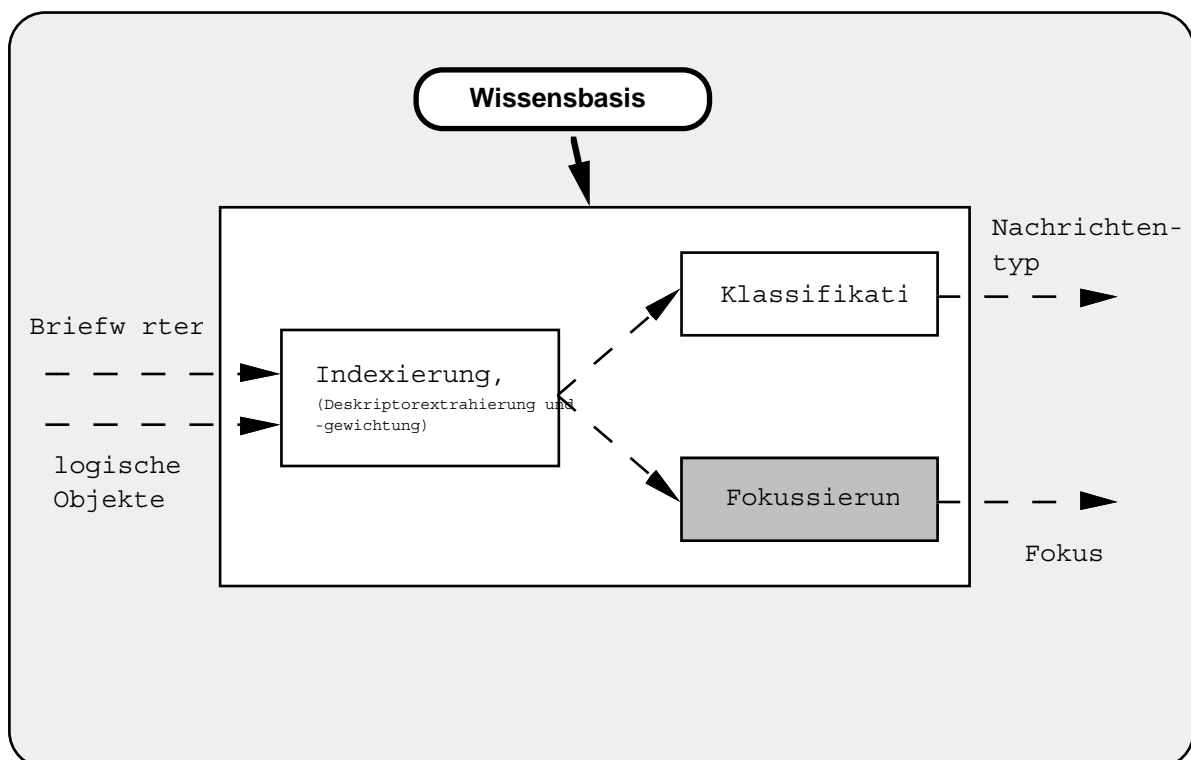 Wissensbasis
Nachrichten-
typ
Klassifikati
Briefw rter
Indexierung,
(Deskriptorextrahierung und
-gewichtung)
logische
Objekte
Fokussierun
Fokus